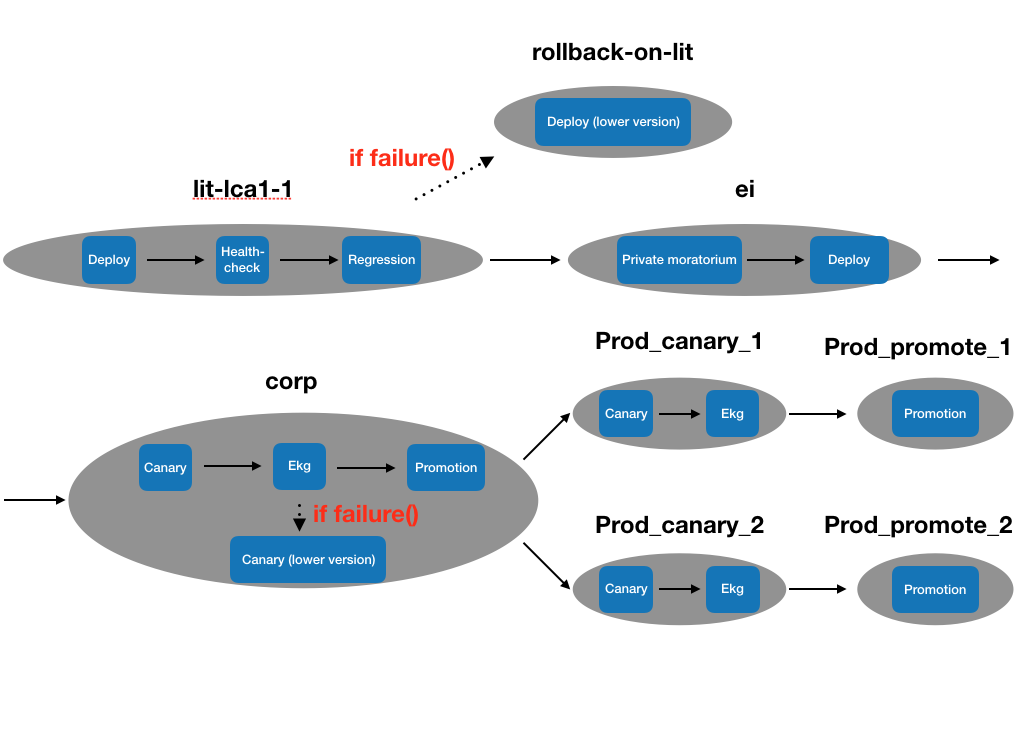 rollback-on-lit
Deploy (lower version)
if failure()
lit-lca1-1
ei
Deploy
Health-
check
Regression
Private moratorium
Deploy
Prod_canary_1
Prod_promote_1
corp
Canary
Ekg
Promotion
Canary
Ekg
Promotion
if failure()
Canary (lower version)
Prod_canary_2
Prod_promote_2
Canary
Ekg
Promotion